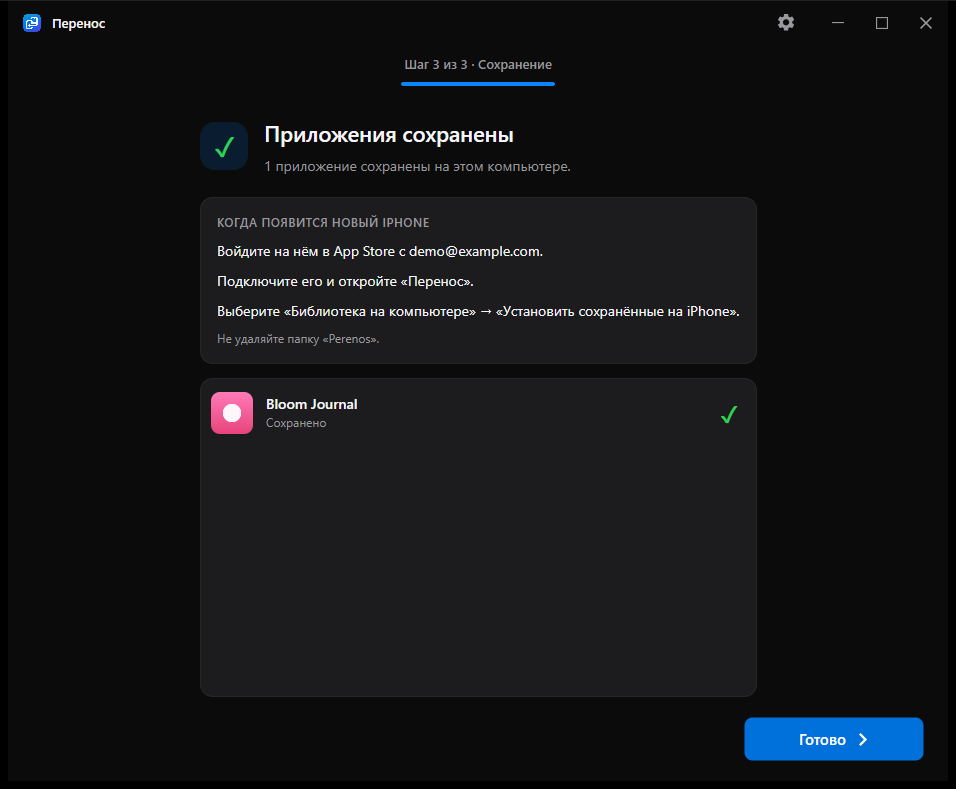 Перенос
Шаг 3 из 3 · Сохранение
Приложения сохранены
1 приложение сохранены на этом компьютере.
КОГДА ПОЯВИТСЯ НОВЫЙ IPHONE
Войдите на нём в App Store с demo@example.com.
Подключите его и откройте «Перенос».
Выберите «Библиотека на компьютере» → «Установить сохранённые на iPhone».
Не удаляйте папку «Perenos».
Bloom Journal
Сохранено
Готово